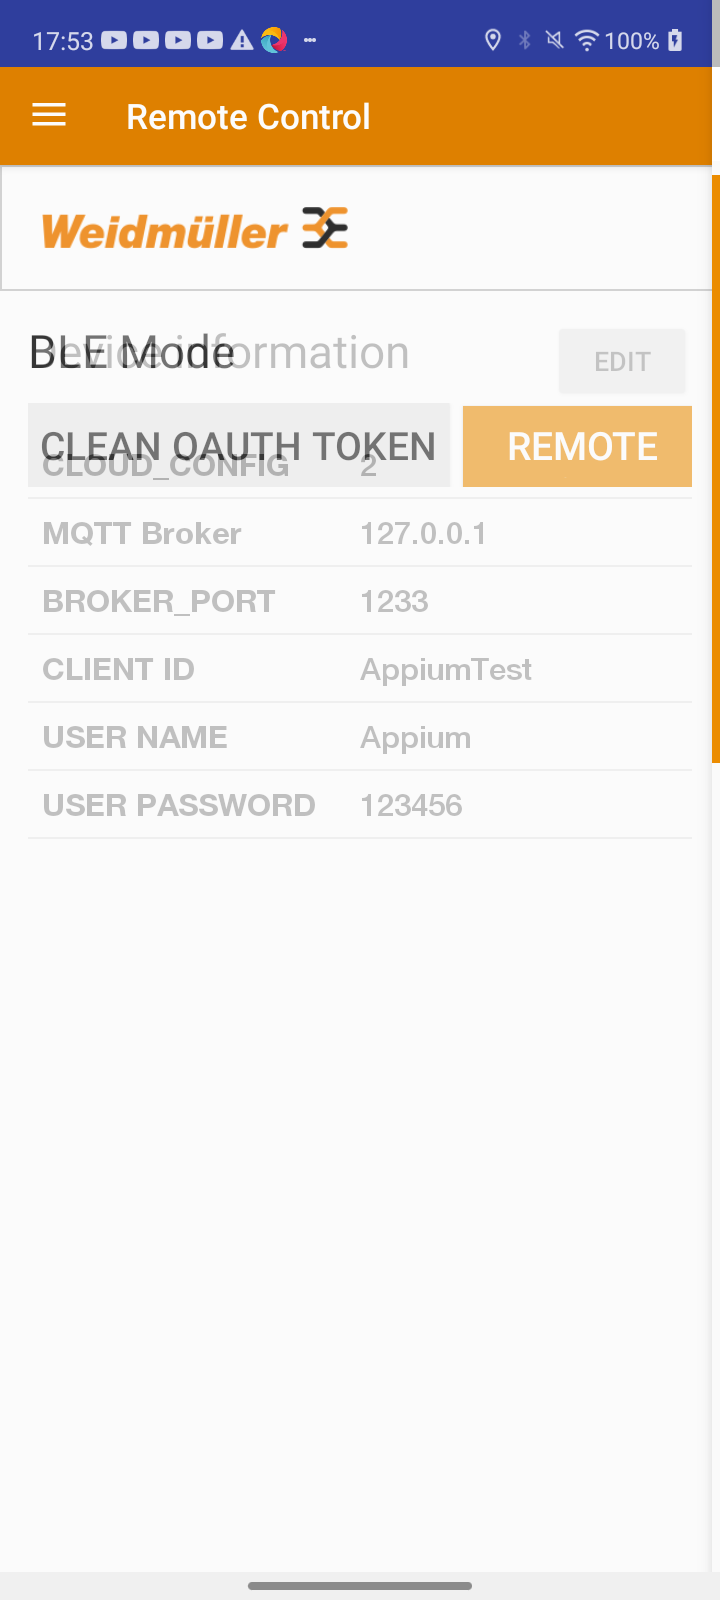 17:53 100%
Remote Control
Weidmüller
BLE Mode
Device information
EDIT
CLEAN OAUTH TOKEN REMOTE
CLOUD_CONFIG 2
MQTT Broker 127.0.0.1
BROKER_PORT 1233
CLIENT ID AppiumTest
USER NAME Appium
USER PASSWORD 123456